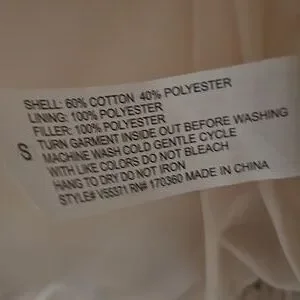 SHELL: 60% COTTON 40% POLYESTER
LINING: 100% POLYESTER
FILLER: 100% POLYESTER
S TURN GARMENT INSIDE OUT BEFORE WASHING
MACHINE WASH COLD GENTLE CYCLE
WITH LIKE COLORS DO NOT BLEACH
HANG TO DRY DO NOT IRON
STYLE# V55371 RN# 170360 MADE IN CHINA